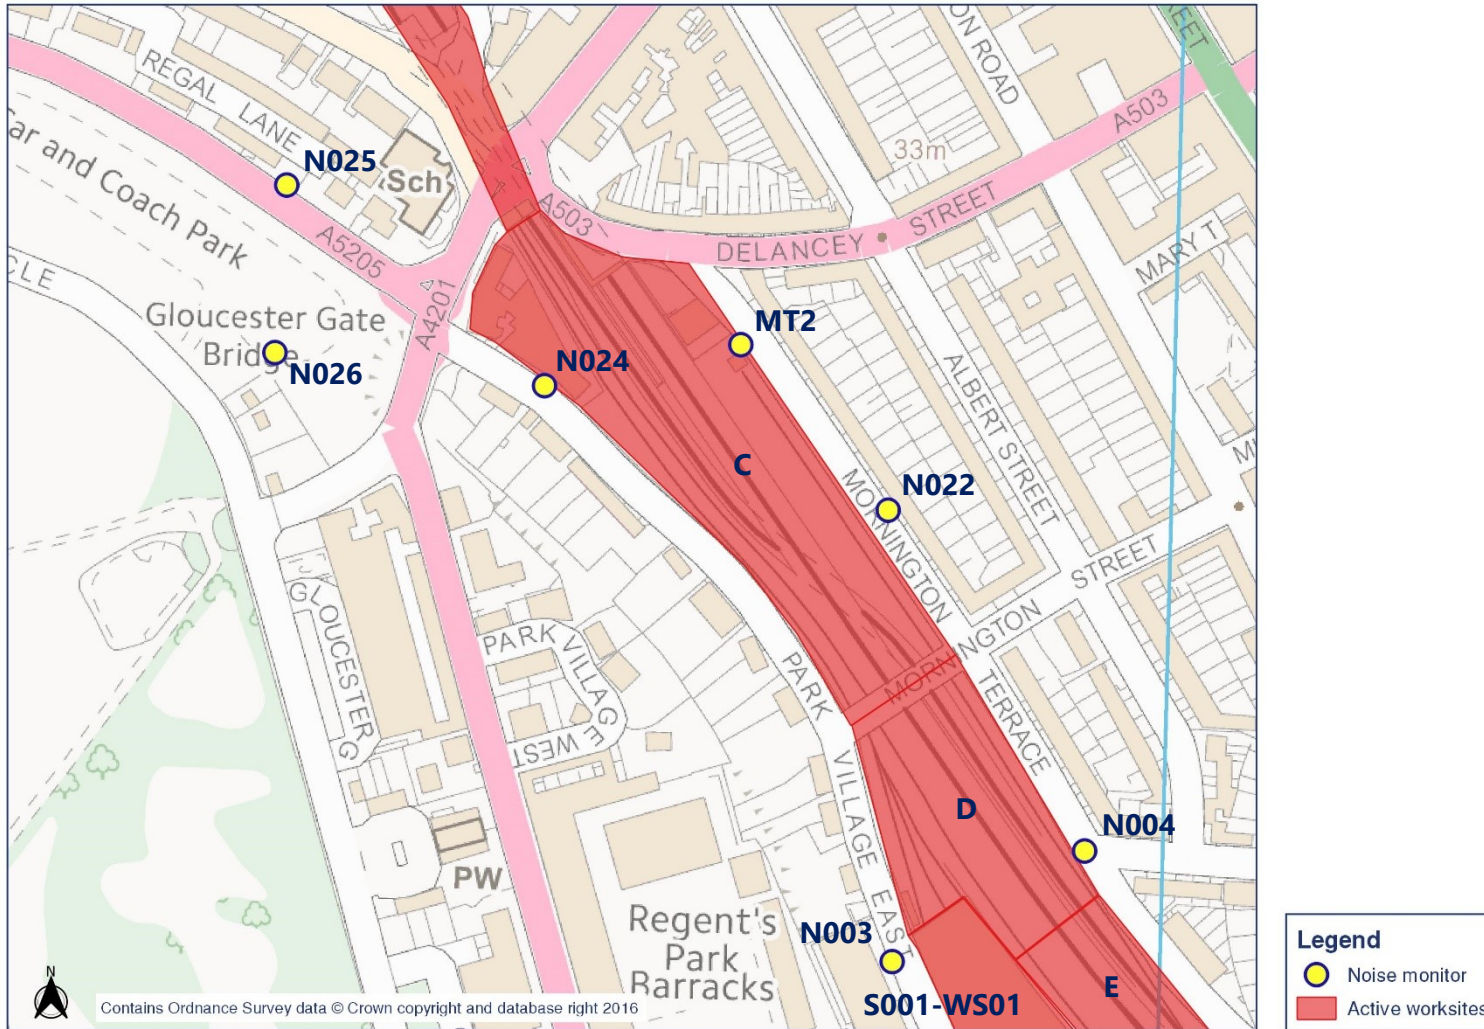 STREET
ON ROAD
REGAL LANE
A503
33m
N025
Sch
Car and Coach Park
A503
STREET
DELANCEY
MARY T
A5205
CLE
A4201
Gloucester Gate
Bridge
MT2
N026
N024
ALBERT STREET
C
N022
MORNINGTON
STREET
GLOUCESTER G
PARK VILLAGE WEST
MORNINGTON
PARK
TERRACE
VILLAGE EAST
D
N004
PW
Regent's
Park
Barracks
N003
E
S001-WS01
N
Contains Ordnance Survey data © Crown copyright and database right 2016
Legend
Noise monitor
Active worksites